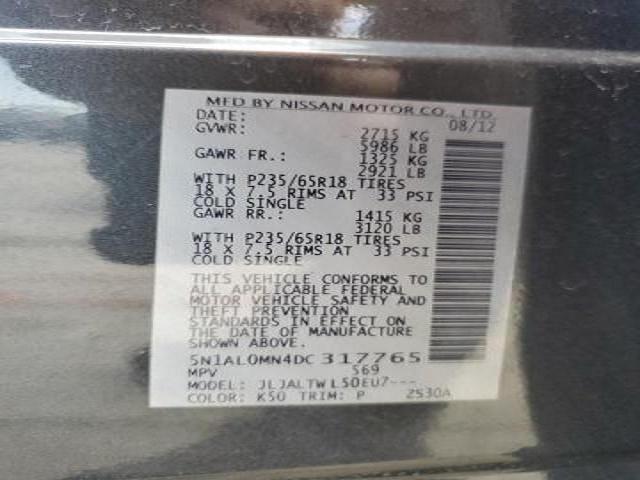 MFD BY NISSAN MOTOR CO., LTD.
DATE: 08/12
GVWR: 2715 KG
5986 LB
GAWR FR.: 1325 KG
2921 LB
WITH P235/65R18 TIRES
18 X 7.5 RIMS AT 33 PSI
COLD SINGLE
GAWR RR.: 1415 KG
3120 LB
WITH P235/65R18 TIRES
18 X 7.5 RIMS AT 33 PSI
COLD SINGLE
THIS VEHICLE CONFORMS TO
ALL APPLICABLE FEDERAL
MOTOR VEHICLE SAFETY AND
THEFT PREVENTION
STANDARDS IN EFFECT ON
THE DATE OF MANUFACTURE
SHOWN ABOVE.
5N1AL0MN4DC317765
MPV 569
MODEL: JLJALTWL50EU7---
COLOR: K50 TRIM: P 2S30A